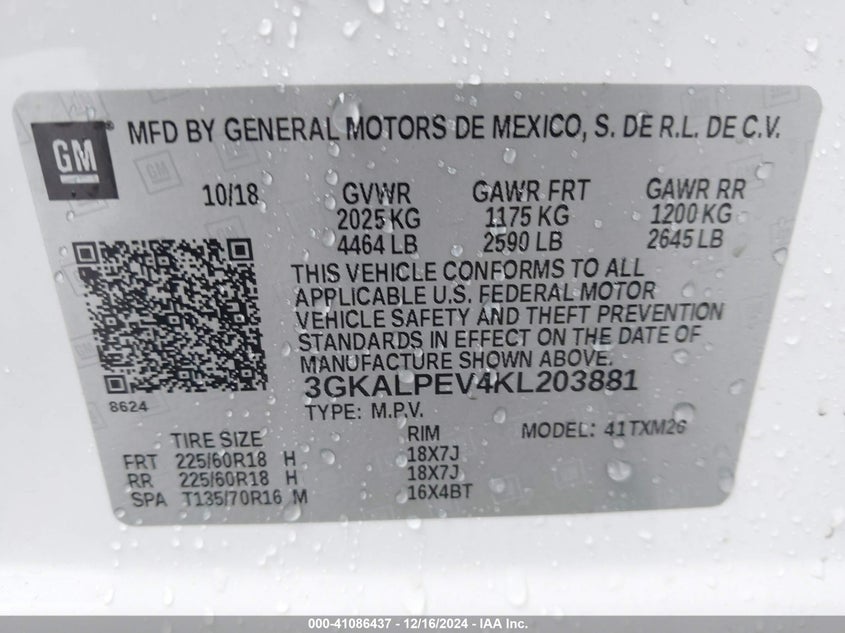 GM
MFD BY GENERAL MOTORS DE MEXICO, S. DE R.L. DE C.V.
10/18 GVWR GAWR FRT GAWR RR
2025 KG 1175 KG 1200 KG
4464 LB 2590 LB 2645 LB
THIS VEHICLE CONFORMS TO ALL
APPLICABLE U.S. FEDERAL MOTOR
VEHICLE SAFETY AND THEFT PREVENTION
STANDARDS IN EFFECT ON THE DATE OF
MANUFACTURE SHOWN ABOVE.
3GKALPEV4KL203881
8624
TYPE: M.P.V.
TIRE SIZE RIM MODEL: 41TXM26
FRT 225/60R18 H 18X7J
RR 225/60R18 H 18X7J
SPA T135/70R16 M 16X4BT
000-41086437 - 12/16/2024 - IAA Inc.